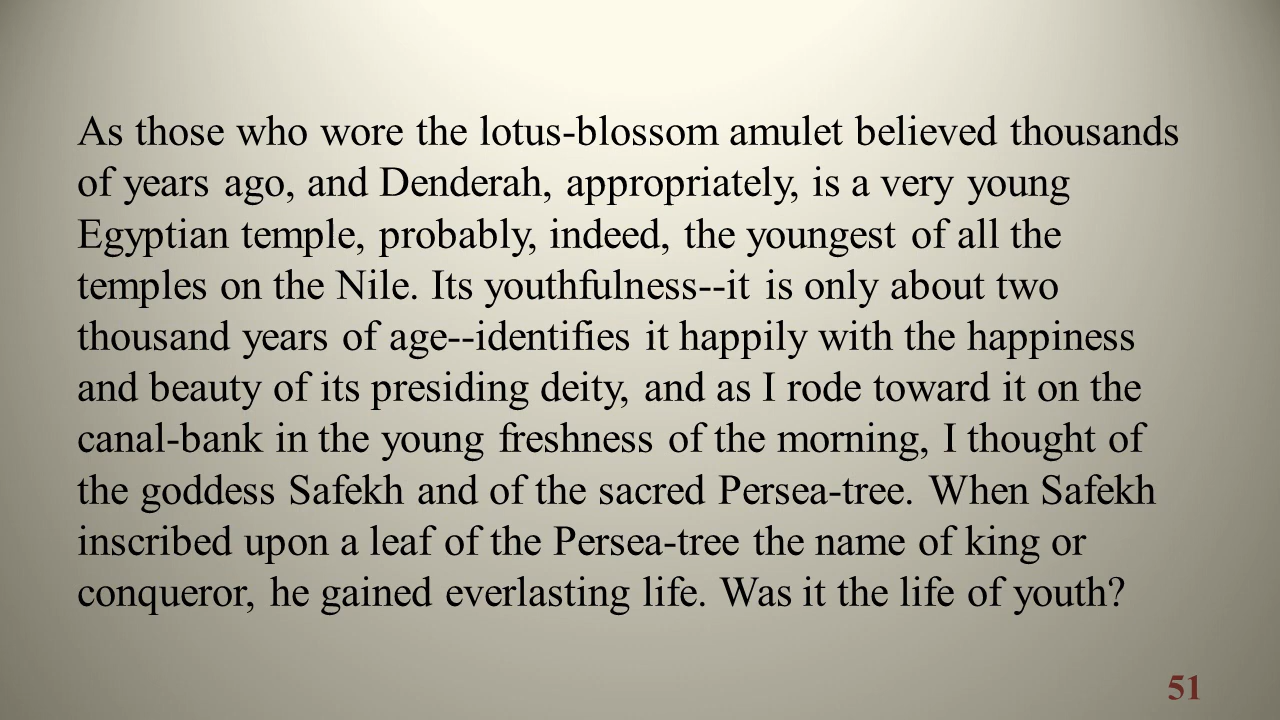 As those who wore the lotus-blossom amulet believed thousands
of years ago, and Denderah, appropriately, is a very young
Egyptian temple, probably, indeed, the youngest of all the
temples on the Nile. Its youthfulness--it is only about two
thousand years of age--identifies it happily with the happiness
and beauty of its presiding deity, and as I rode toward it on the
canal-bank in the young freshness of the morning, I thought of
the goddess Safekh and of the sacred Persea-tree. When Safekh
inscribed upon a leaf of the Persea-tree the name of king or
conqueror, he gained everlasting life. Was it the life of youth?
51